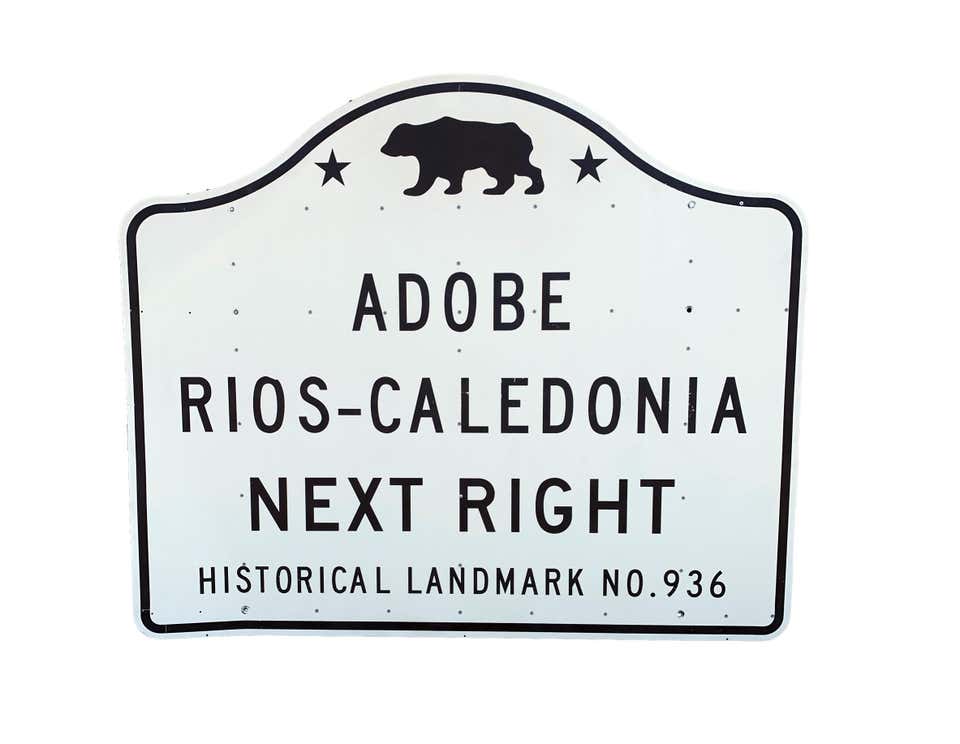 ADOBE
RIOS-CALEDONIA
NEXT RIGHT
HISTORICAL LANDMARK NO.936